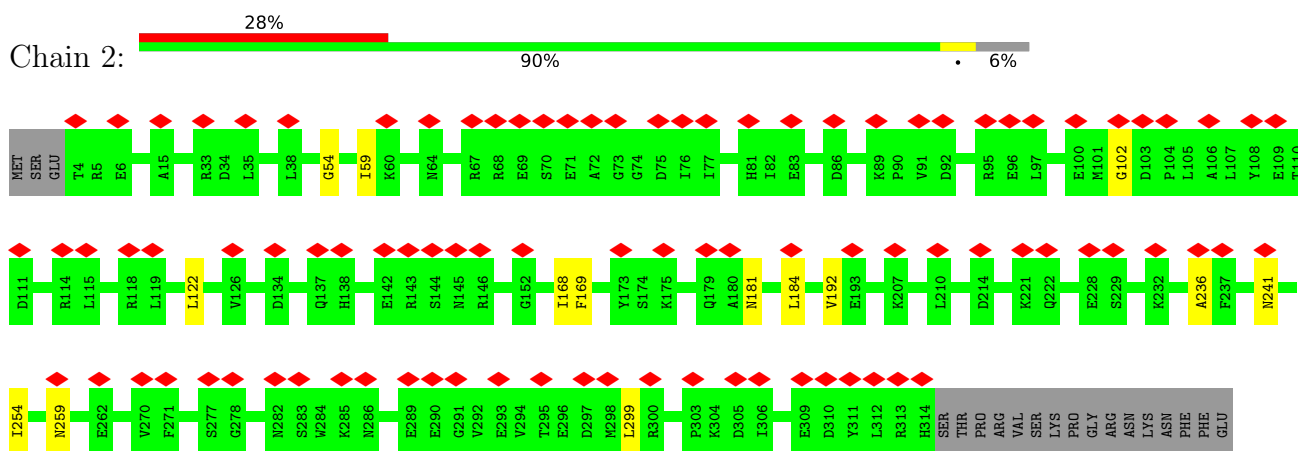 28%
Chain 2:
90% • 6%
MET SER GLU T4 R5 E6 A15 R33 D34 L35 L38 G54 I59 K60 N64 R67 R68 E69 S70 E71 A72 G73 G74 D75 I76 I77 H81 I82 E83 D86 K89 P90 V91 D92 R95 E96 L97 E100 M101 G102 D103 P104 L105 A106 L107 Y108 E109 T110
D111 R114 L115 R118 L119 L122 V126 D134 Q137 H138 E142 R143 S144 N145 R146 G152 I168 F169 Y173 S174 K175 Q179 A180 N181 L184 V192 E193 K207 L210 D214 K221 Q222 E228 S229 K232 A236 F237 N241
I254 N259 E262 V270 F271 S277 G278 N282 S283 W284 K285 N286 E289 E290 G291 V292 E293 V294 T295 E296 D297 M298 L299 R300 P303 K304 D305 I306 E309 D310 Y311 L312 R313 H314 SER THR PRO ARG VAL SER LYS PRO GLY ARG ASN LYS ASN PHE PHE GLU